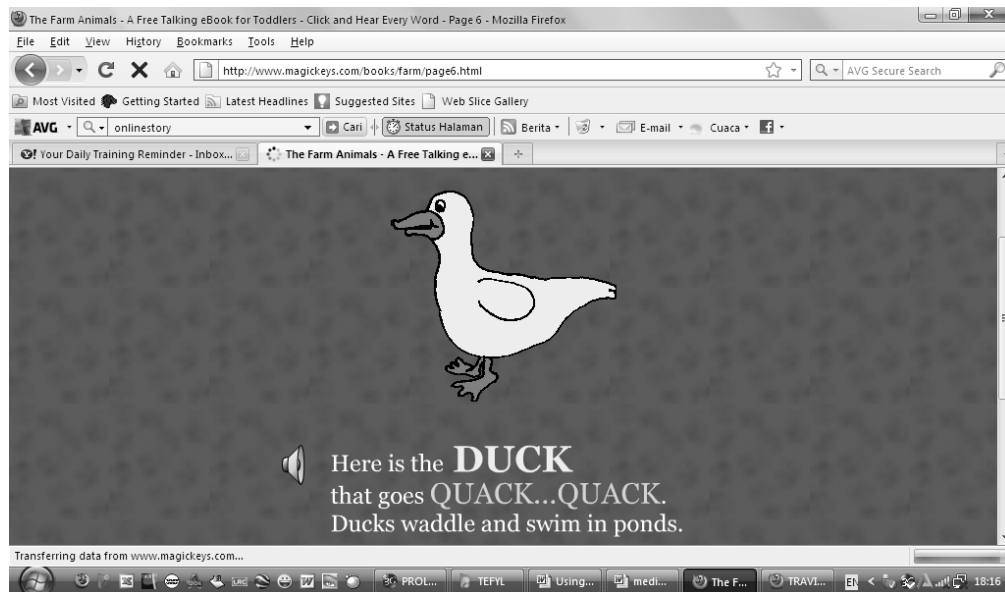 The Farm Animals - A Free Talking eBook for Toddlers - Click and Hear Every Word - Page 6 - Mozilla Firefox
File Edit View History Bookmarks Tools Help
http://www.magickeys.com/books/farm/page6.html AVG Secure Search
Most Visited Getting Started Latest Headlines Suggested Sites Web Slice Gallery
AVG onlinestory Cari Status Halaman Berita E-mail Cuaca
Your Daily Training Reminder - Inbox... The Farm Animals - A Free Talking e...
Here is the DUCK
that goes QUACK...QUACK.
Ducks waddle and swim in ponds.
Transferring data from www.magickeys.com...
PROL... TEFYL Using... medi... The F... TRAVI... EN 18:16